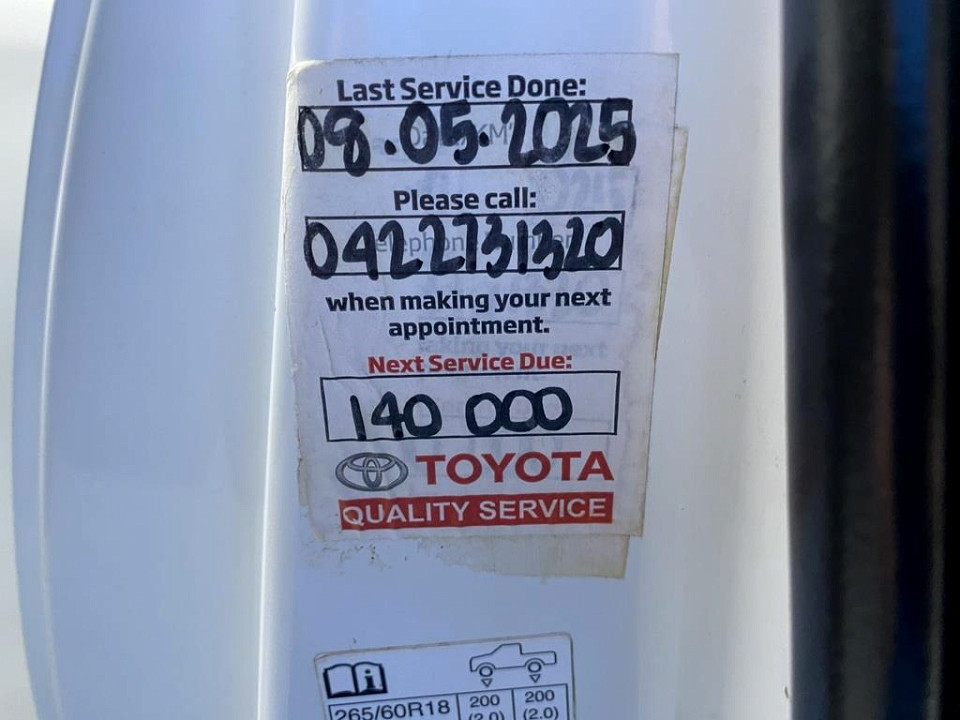 Last Service Done:
08.05.2025
Please call:
0422731320
when making your next
appointment.
Next Service Due:
140 000
TOYOTA
QUALITY SERVICE
i
265/60R18 200 200
(2.0) (2.0)